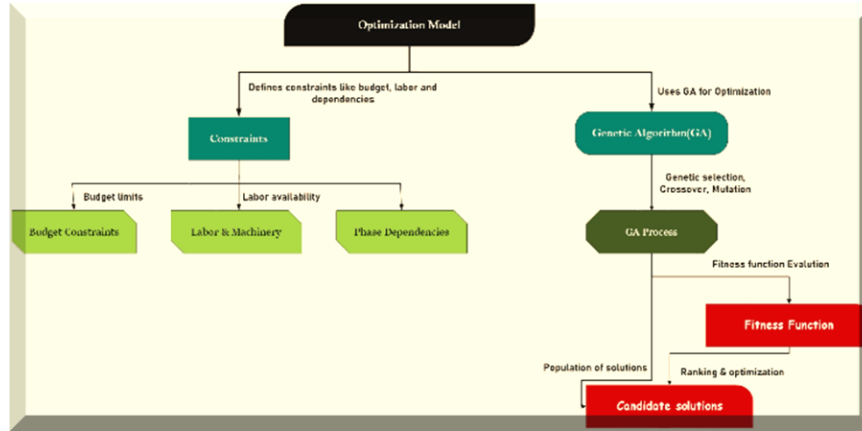 Optimization Model
Defines constraints like budget, labor and
dependencies
Uses GA for Optimization
Constraints
Genetic Algorithm(GA)
Genetic selection,
Crossover, Mutation
Budget limits
Labor availability
Budget Constraints
Labor & Machinery
Phase Dependencies
GA Process
Fitness function Evalution
Fitness Function
Population of solutions
Ranking & optimization
Candidate solutions